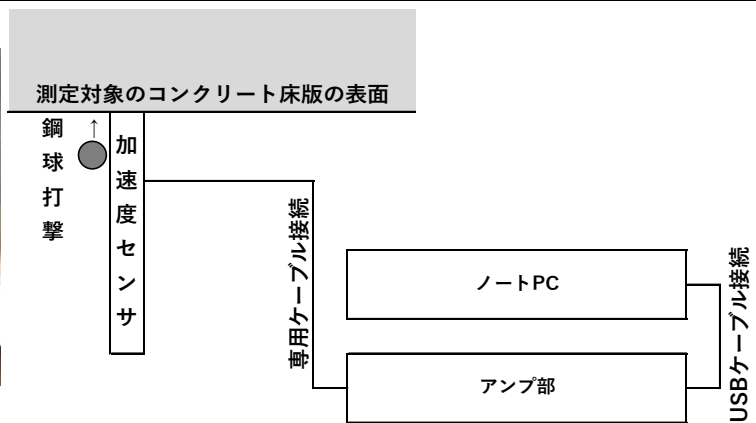 測定対象のコンクリート床版の表面
鋼球打撃
↑
加速度センサ
専用ケーブル接続
ノートPC
アンプ部
USBケーブル接続